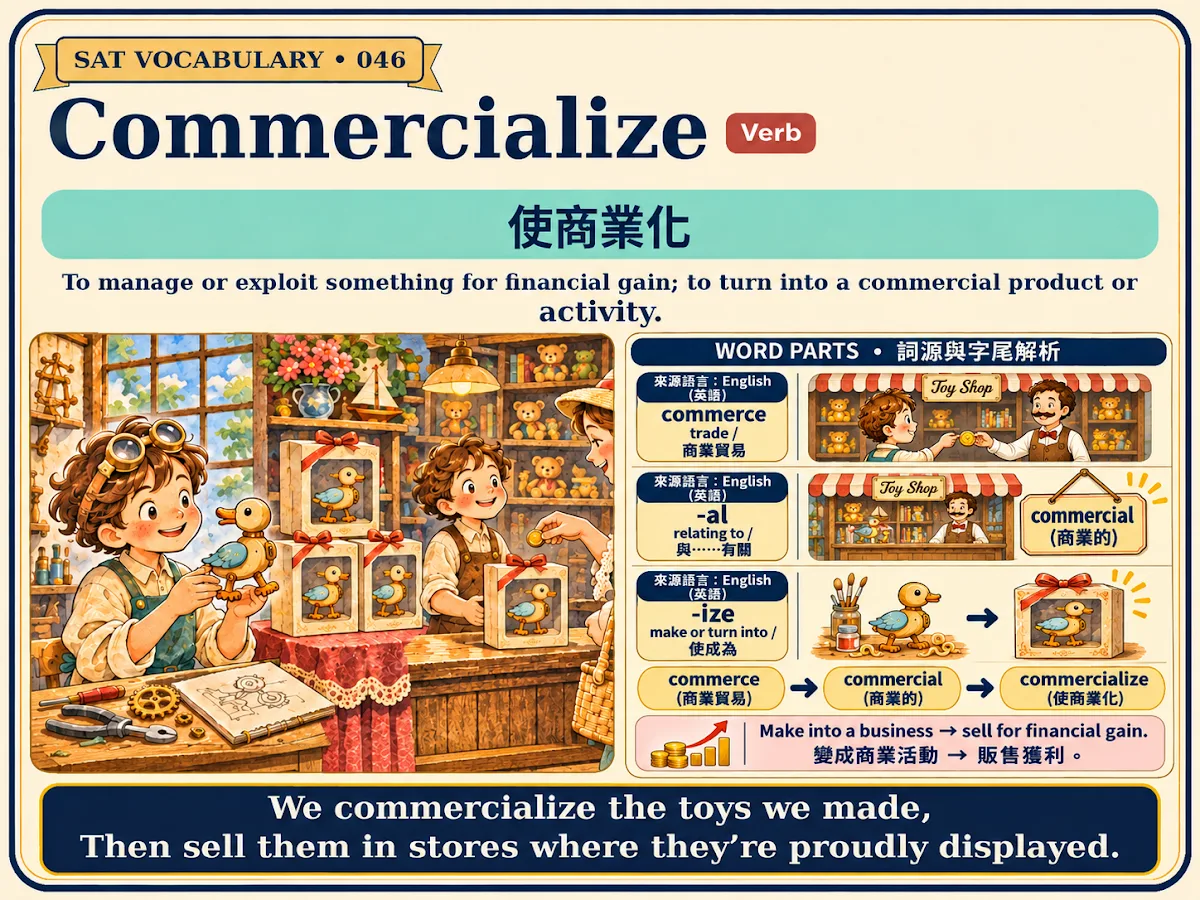 SAT VOCABULARY • 046
Commercialize
Verb
使商業化
To manage or exploit something for financial gain; to turn into a commercial product or
activity.
WORD PARTS • 詞源與字尾解析
來源語言：English
(英語)
commerce
trade /
商業貿易
Toy Shop
來源語言：English
(英語)
-al
relating to /
與……有關
Toy Shop
commercial
(商業的)
來源語言：English
(英語)
-ize
make or turn into /
使成為
commerce → commercial → commercialize
(商業貿易) (商業的) (使商業化)
Make into a business → sell for financial gain.
變成商業活動 → 販售獲利。
We commercialize the toys we made,
Then sell them in stores where they’re proudly displayed.